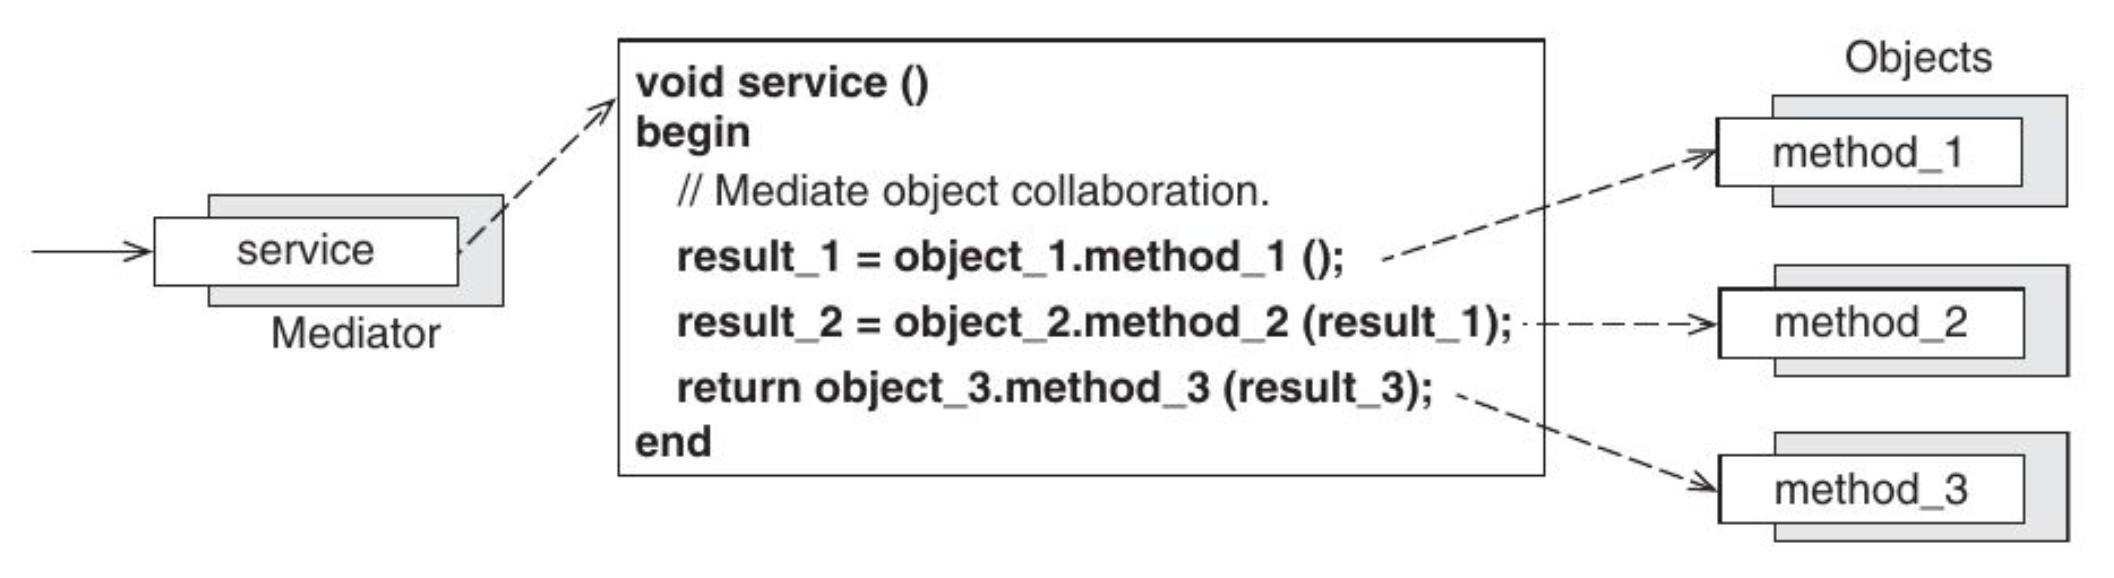 service
Mediator
void service ()
begin
// Mediate object collaboration.
result_1 = object_1.method_1 ();
result_2 = object_2.method_2 (result_1);
return object_3.method_3 (result_3);
end
Objects
method_1
method_2
method_3